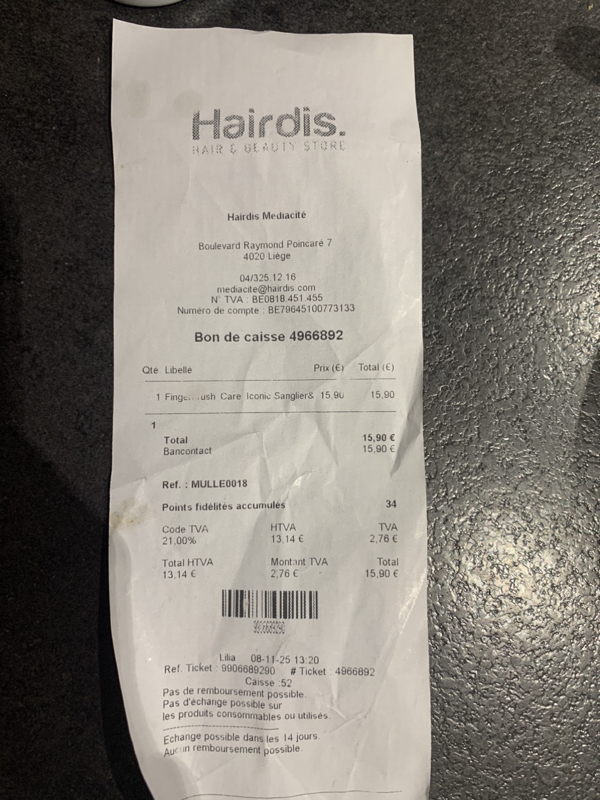 Hairdis.
HAIR & BEAUTY STORE
Hairdis Mediacité
Boulevard Raymond Poincaré 7
4020 Liège
04/325.12.16
mediacite@hairdis.com
N° TVA : BE0818.451.455
Numéro de compte : BE79645100773133
Bon de caisse 4966892
Qté Libellé Prix (€) Total (€)
1 Care Iconic Sanglier& 15,90 15,90
1
Total 15,90 €
Bancontact 15,90 €
Ref. : MULLE0018
Points fidélités accumulés 34
Code TVA HTVA TVA
21,00% 13,14 € 2,76 €
Total HTVA Montant TVA Total
13,14 € 2,76 € 15,90 €
Lilia 08-11-25 13:20
Ref. Ticket : 9906689290 # Ticket : 4966892
Caisse :52
Pas de remboursement possible.
Pas d'échange possible sur
les produits consommables ou utilisés.
Echange possible dans les 14 jours.
Aucun remboursement possible.